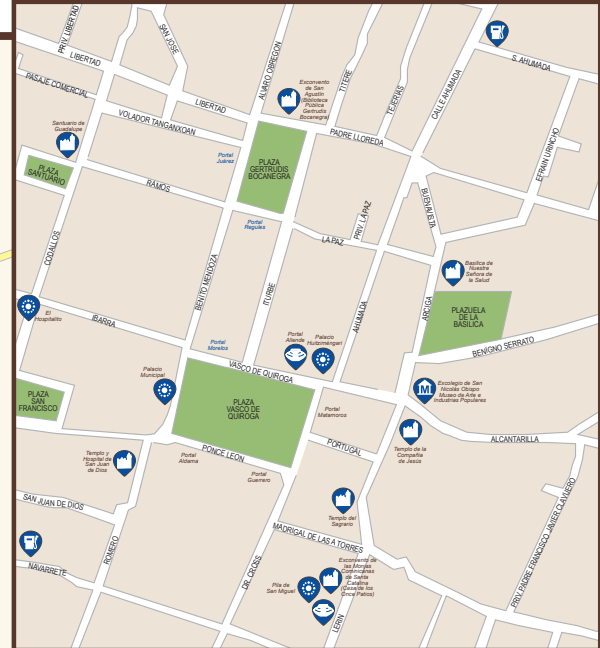 PRIV. LIBERTAD
SAN JOSE
ALVARO OBREGON
LIBERTAD
S. AHUMADA
TITERE
TEJERIAS
CALLE AHUMADA
PASAJE COMERCIAL
LIBERTAD
Exconvento
de San
Agustin
(Biblioteca
Pública
Gertrudis
Bocanegra)
VOLADOR TANGANXOAN
PADRE LLOREDA
Santuario de
Guadalupe
EFRAIN URINCHO
Portal
Juárez
PLAZA
GERTRUDIS
BOCANEGRA
PLAZA
SANTUARIO
RAMOS
BUENAVISTA
PRIV. LA PAZ
Portal
Regules
LA PAZ
CODALLOS
BENITO MENDOZA
ITURBE
AHUMADA
ARCIGA
Basílica de
Nuestra
Señora de
la Salud
PLAZUELA
DE LA
BASILICA
El
Hospitalito
IBARRA
Portal
Morelos
Portal
Allende
Palacio
Huitziméngari
BENIGNO SERRATO
VASCO DE QUIROGA
Palacio
Municipal
Excolegio de San
Nicolás Obispo
Museo de Arte e
Industrias Populares
M
PLAZA
SAN
FRANCISCO
PLAZA
VASCO DE
QUIROGA
Portal
Matamoros
ALCANTARILLA
PORTUGAL
Templo de la
Compañía
de Jesús
Templo y
Hospital de
San Juan
de Dios
Portal
Aldama
PONCE LEON
Portal
Guerrero
SAN JUAN DE DIOS
Templo del
Sagrario
MADRIGAL DE LAS A TORRES
PRIV. PADRE FRANCISCO JAVIER CLAVIJERO
ROMERO
NAVARRETE
DR. CROSS
Pila de
San Miguel
Exconvento de
las Monjas
Dominicanas
de Santa
Catalina
(Casa de los
Once Patios)
LERIN